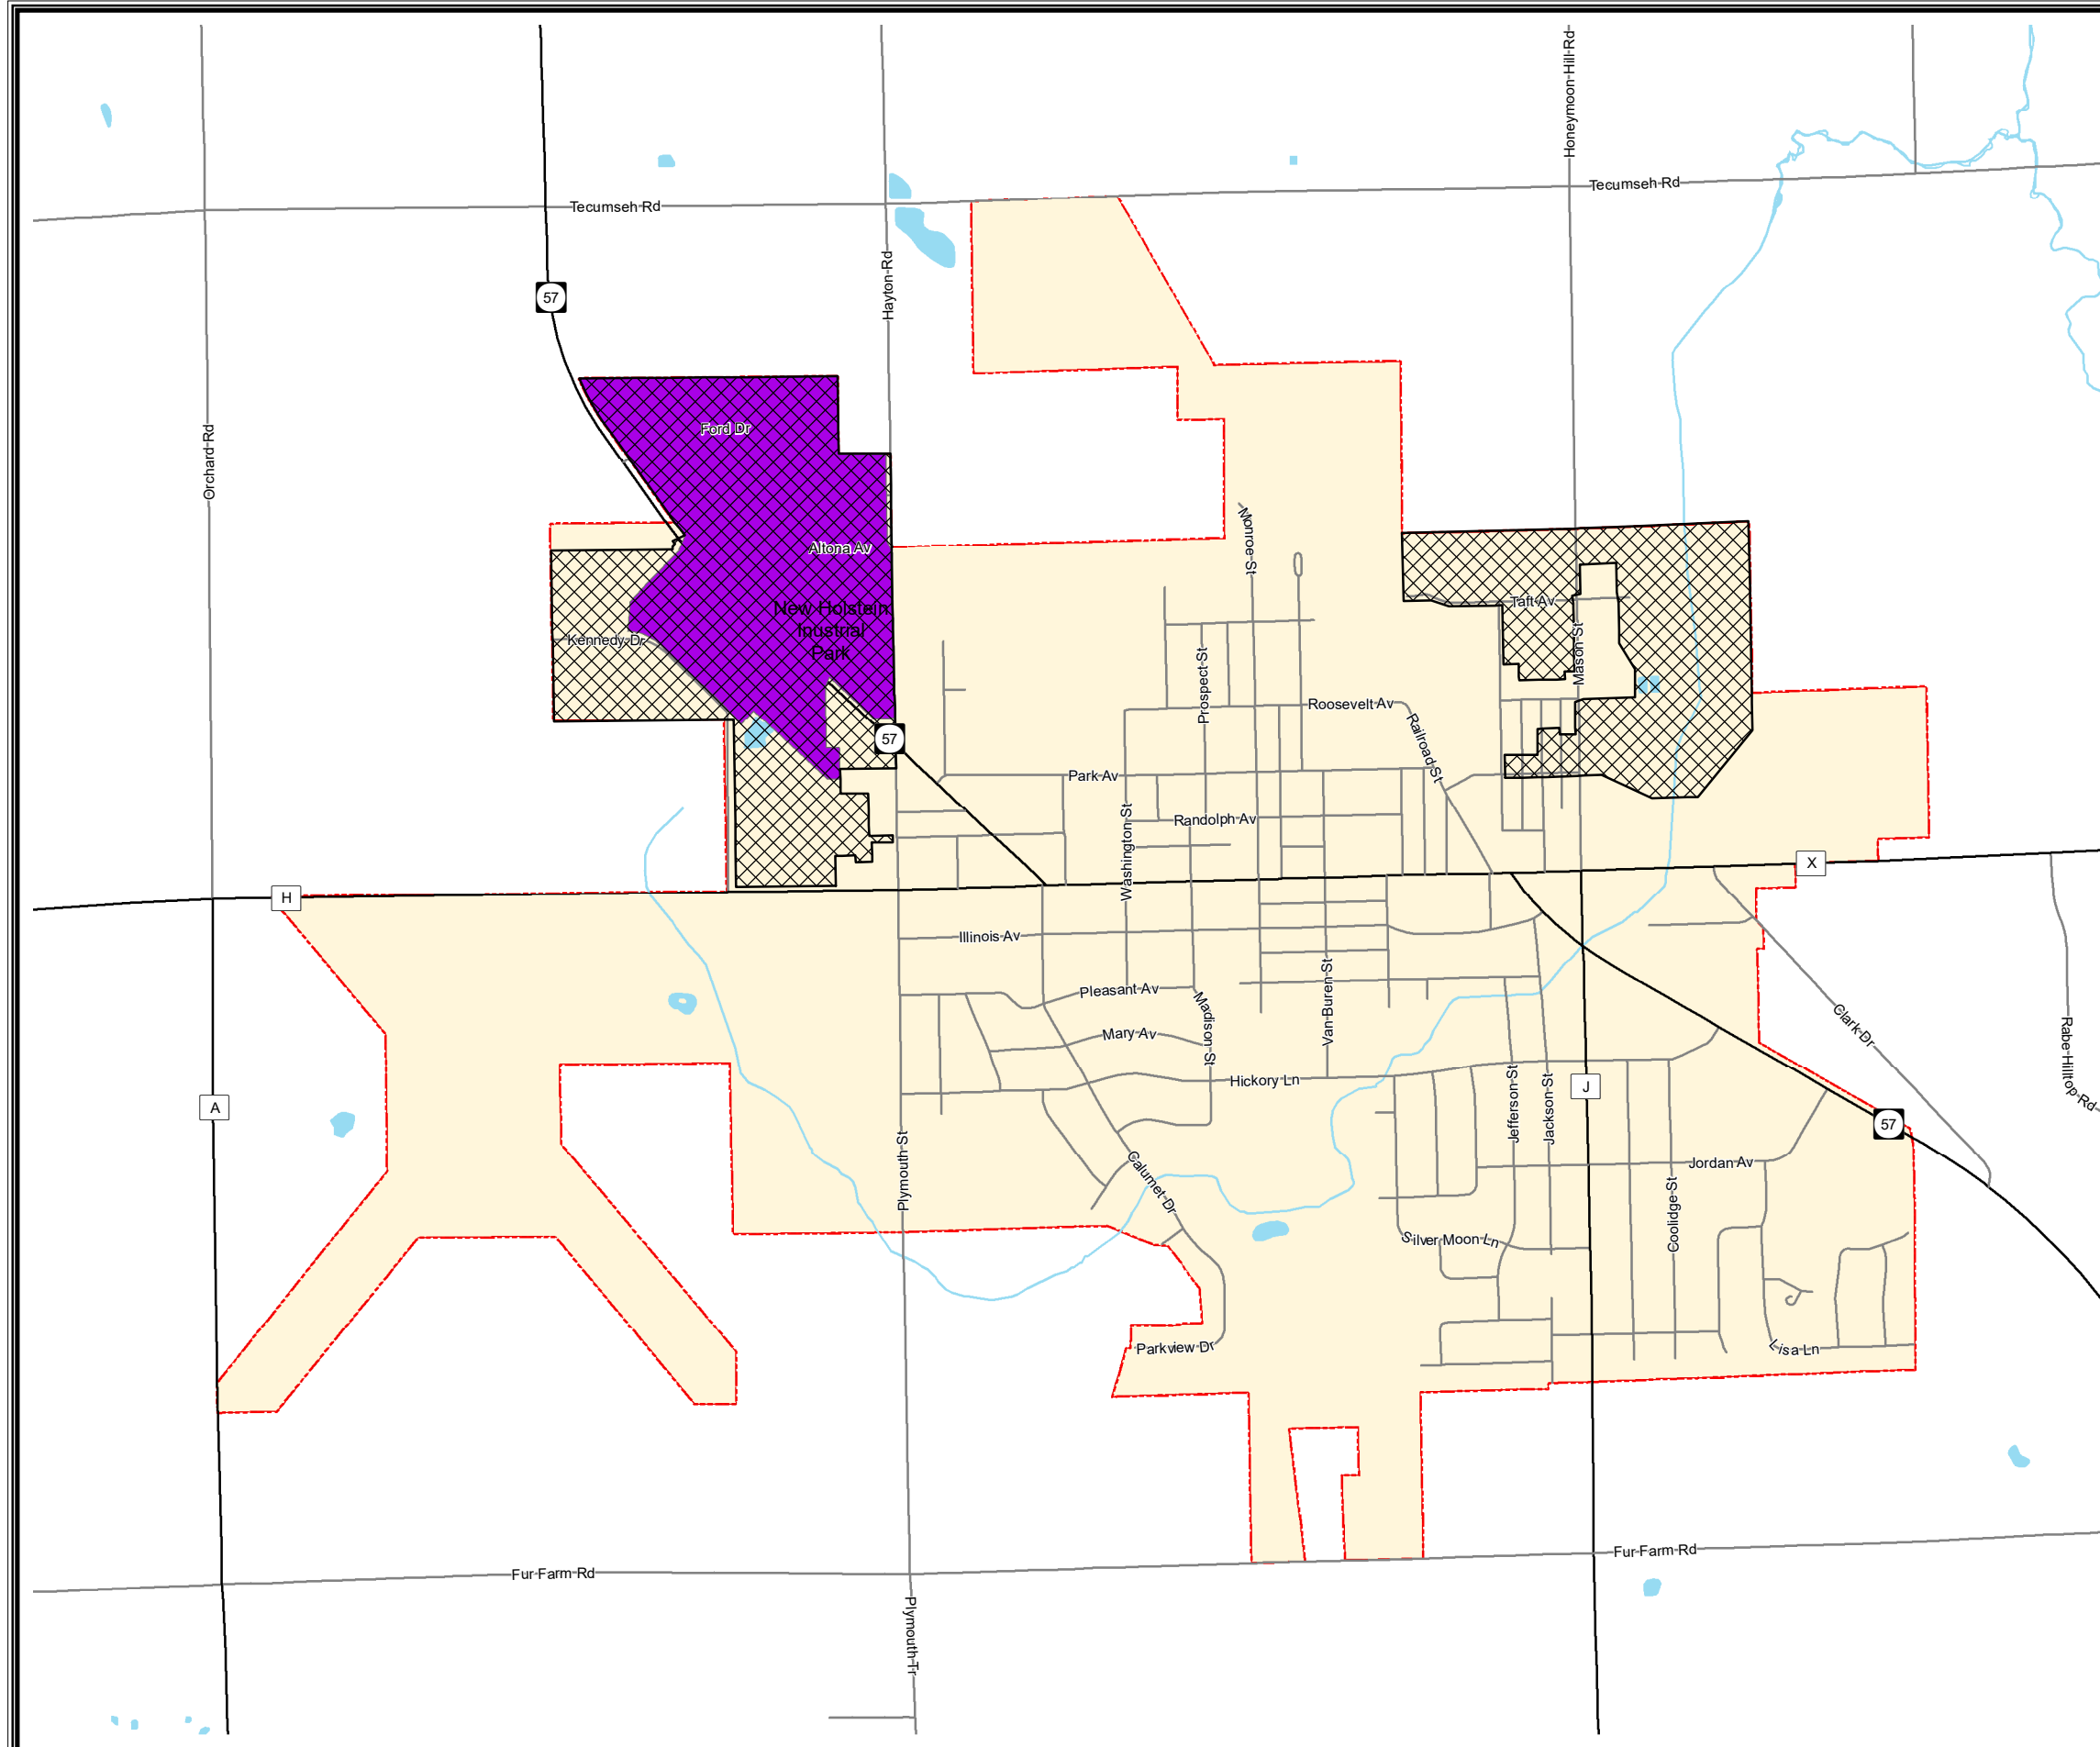 Honeymoon Hill Rd
Tecumseh Rd
Tecumseh Rd
Hayton Rd
57
Orchard Rd
Ford Dr
Altona Av
Monroe St
New Holstein
Inustrial
Park
Kennedy Dr
Taft Av
Mason St
Prospect St
Roosevelt Av
Railroad St
57
Park Av
Randolph Av
Washington St
X
H
Illinois Av
Pleasant Av
Madison St
Van Buren St
Mary Av
Hickory Ln
Clark Dr
Rabe Hilltop Rd
A
J
Jefferson St
Jackson St
57
Plymouth St
Calumet Dr
Jordan Av
Coolidge St
Silver Moon Ln
Parkview Dr
Lisa Ln
Fur Farm Rd
Fur Farm Rd
Plymouth Tr